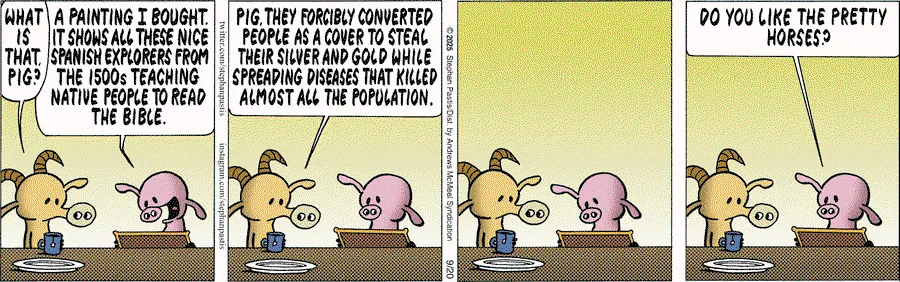 WHAT
IS
THAT,
PIG?
A PAINTING I BOUGHT.
IT SHOWS ALL THESE NICE
SPANISH EXPLORERS FROM
THE 1500s TEACHING
NATIVE PEOPLE TO READ
THE BIBLE.
twitter.com/stephanpastis
instagram.com/stephanpastis
PIG, THEY FORCIBLY CONVERTED
PEOPLE AS A COVER TO STEAL
THEIR SILVER AND GOLD WHILE
SPREADING DISEASES THAT KILLED
ALMOST ALL THE POPULATION.
© 2025 Stephan Pastis/Dist. by Andrews McMeel Syndication
9/20
DO YOU LIKE THE PRETTY
HORSES?